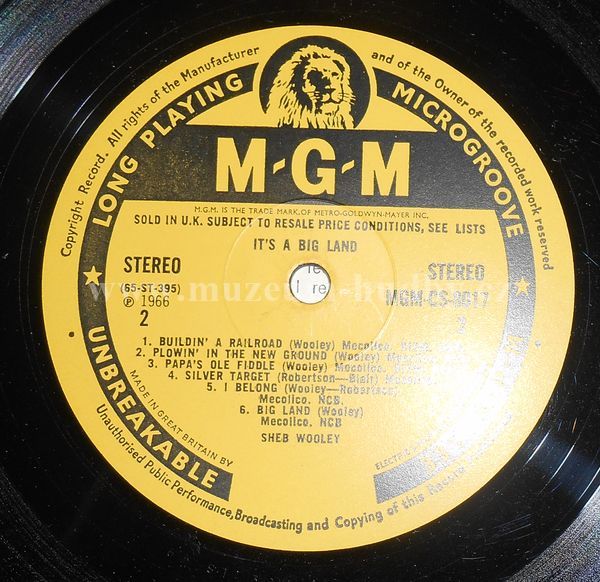 Copyright Record. All rights of the Manufacturer and of the Owner of the recorded work reserved
LONG PLAYING MICROGROOVE
M-G-M
M.G.M. IS THE TRADE MARK OF METRO-GOLDWYN-MAYER INC.
SOLD IN U.K. SUBJECT TO RESALE PRICE CONDITIONS, SEE LISTS
IT'S A BIG LAND
STEREO STEREO
(65-ST-395) MGM-CS-8017
℗ 1966
2 2
1. BUILDIN' A RAILROAD (Wooley) Mecolico.
2. PLOWIN' IN THE NEW GROUND (Wooley)
3. PAPA'S OLE FIDDLE (Wooley) Mecolico.
4. SILVER TARGET (Robertson—Blair)
5. I BELONG (Wooley—Robertson)
Mecolico. NCB.
6. BIG LAND (Wooley)
Mecolico. NCB
SHEB WOOLEY
MADE IN GREAT BRITAIN BY
UNBREAKABLE
Unauthorised Public Performance, Broadcasting and Copying of this Record